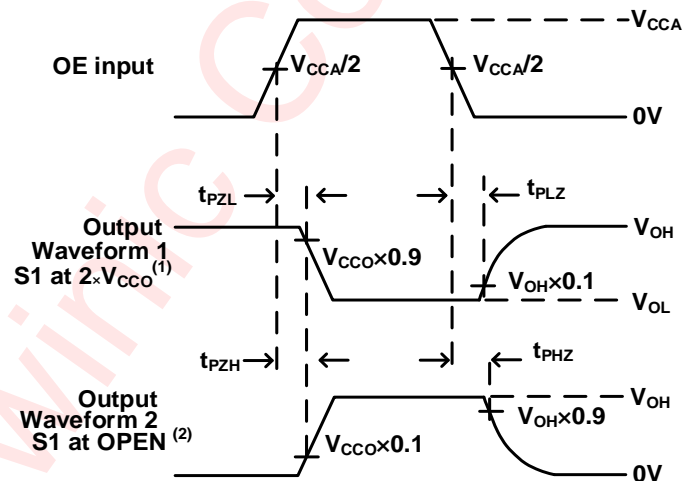 V_CCA
OE input
V_CCA/2
V_CCA/2
0V
t_PZL
t_PLZ
Output
Waveform 1
S1 at 2×V_CCO^(1)
V_CCO×0.9
V_OH×0.1
V_OH
V_OL
t_PZH
t_PHZ
Output
Waveform 2
S1 at OPEN ^(2)
V_CCO×0.1
V_OH×0.9
V_OH
0V
winic Co